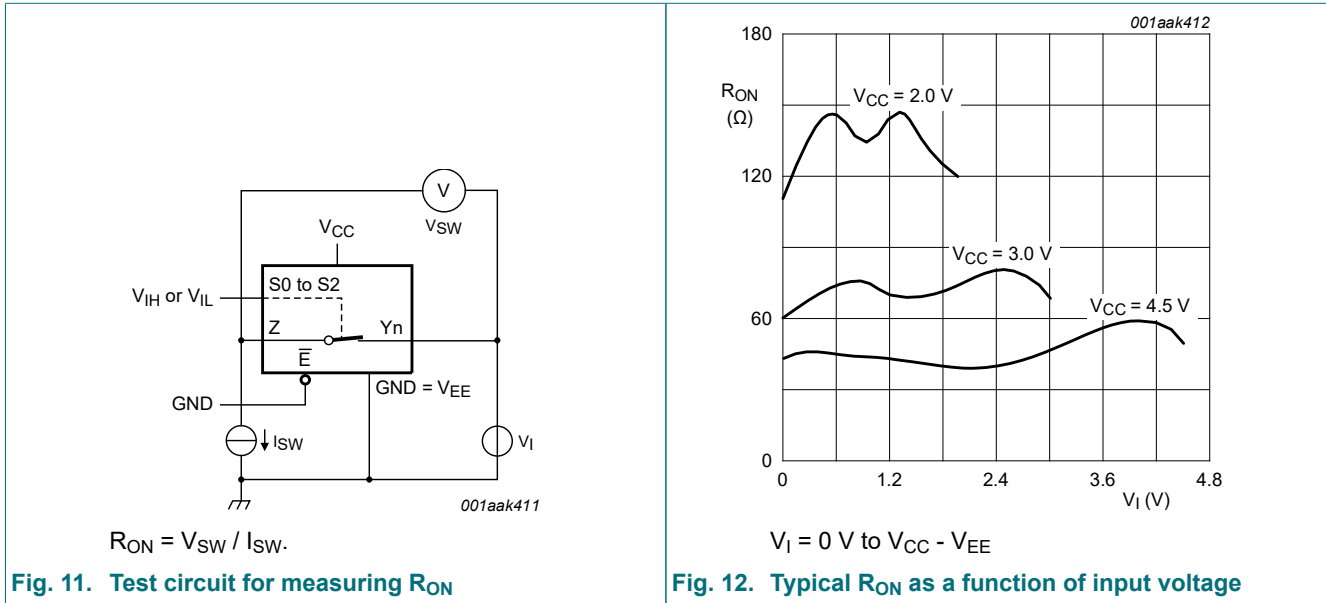 V
VSW
VCC
S0 to S2
VIH or VIL
Z
Yn
E̅
GND = VEE
GND
ISW
VI
001aak411
RON = VSW / ISW.
Fig. 11. Test circuit for measuring RON
001aak412
180
RON
(Ω)
VCC = 2.0 V
120
VCC = 3.0 V
VCC = 4.5 V
60
0
0
1.2
2.4
3.6
4.8
VI (V)
VI = 0 V to VCC - VEE
Fig. 12. Typical RON as a function of input voltage